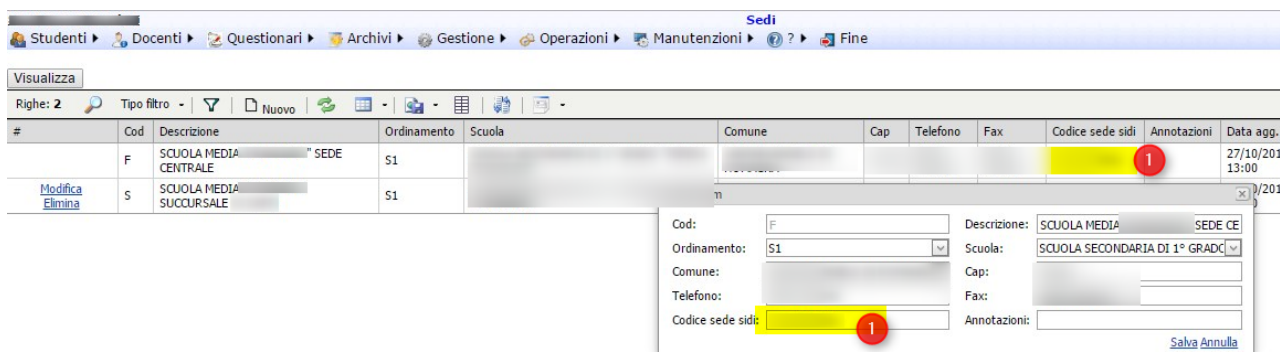 Sedi
Studenti Docenti Questionari Archivi Gestione Operazioni Manutenzioni ? Fine
Visualizza
Righe: 2 Tipo filtro Nuovo
# Cod Descrizione Ordinamento Scuola Comune Cap Telefono Fax Codice sede sidi Annotazioni Data agg.
F SCUOLA MEDIA " SEDE CENTRALE S1 1 27/10/201 13:00
Modifica Elimina S SCUOLA MEDIA SUCCURSALE S1 /201
m
Cod: F Descrizione: SCUOLA MEDIA SEDE CE
Ordinamento: S1 Scuola: SCUOLA SECONDARIA DI 1° GRADO
Comune: Cap:
Telefono: Fax:
Codice sede sidi: 1 Annotazioni:
Salva Annulla